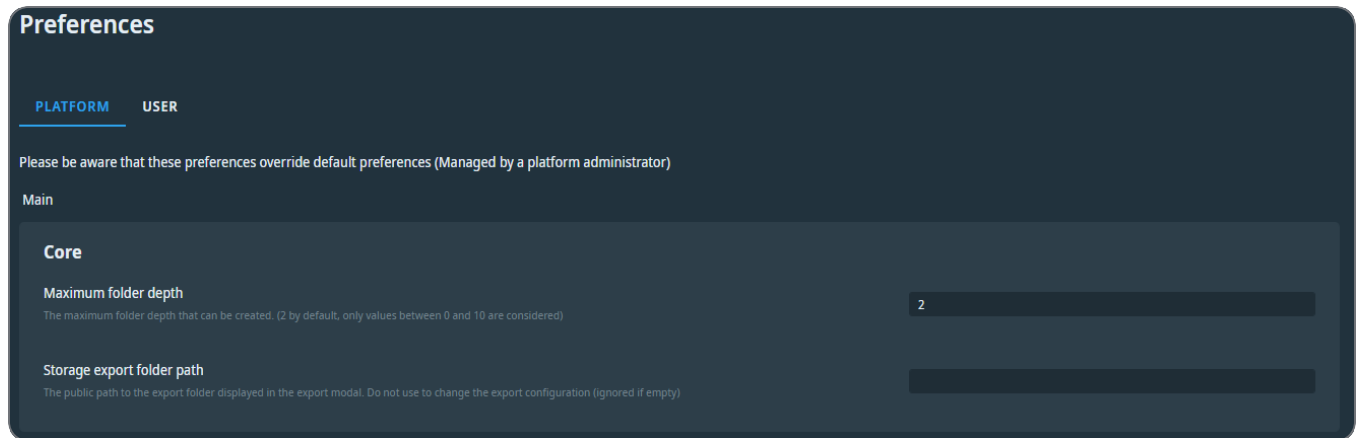 Preferences
PLATFORM USER
Please be aware that these preferences override default preferences (Managed by a platform administrator)
Main
Core
Maximum folder depth
The maximum folder depth that can be created. (2 by default, only values between 0 and 10 are considered)
2
Storage export folder path
The public path to the export folder displayed in the export modal. Do not use to change the export configuration (ignored if empty)